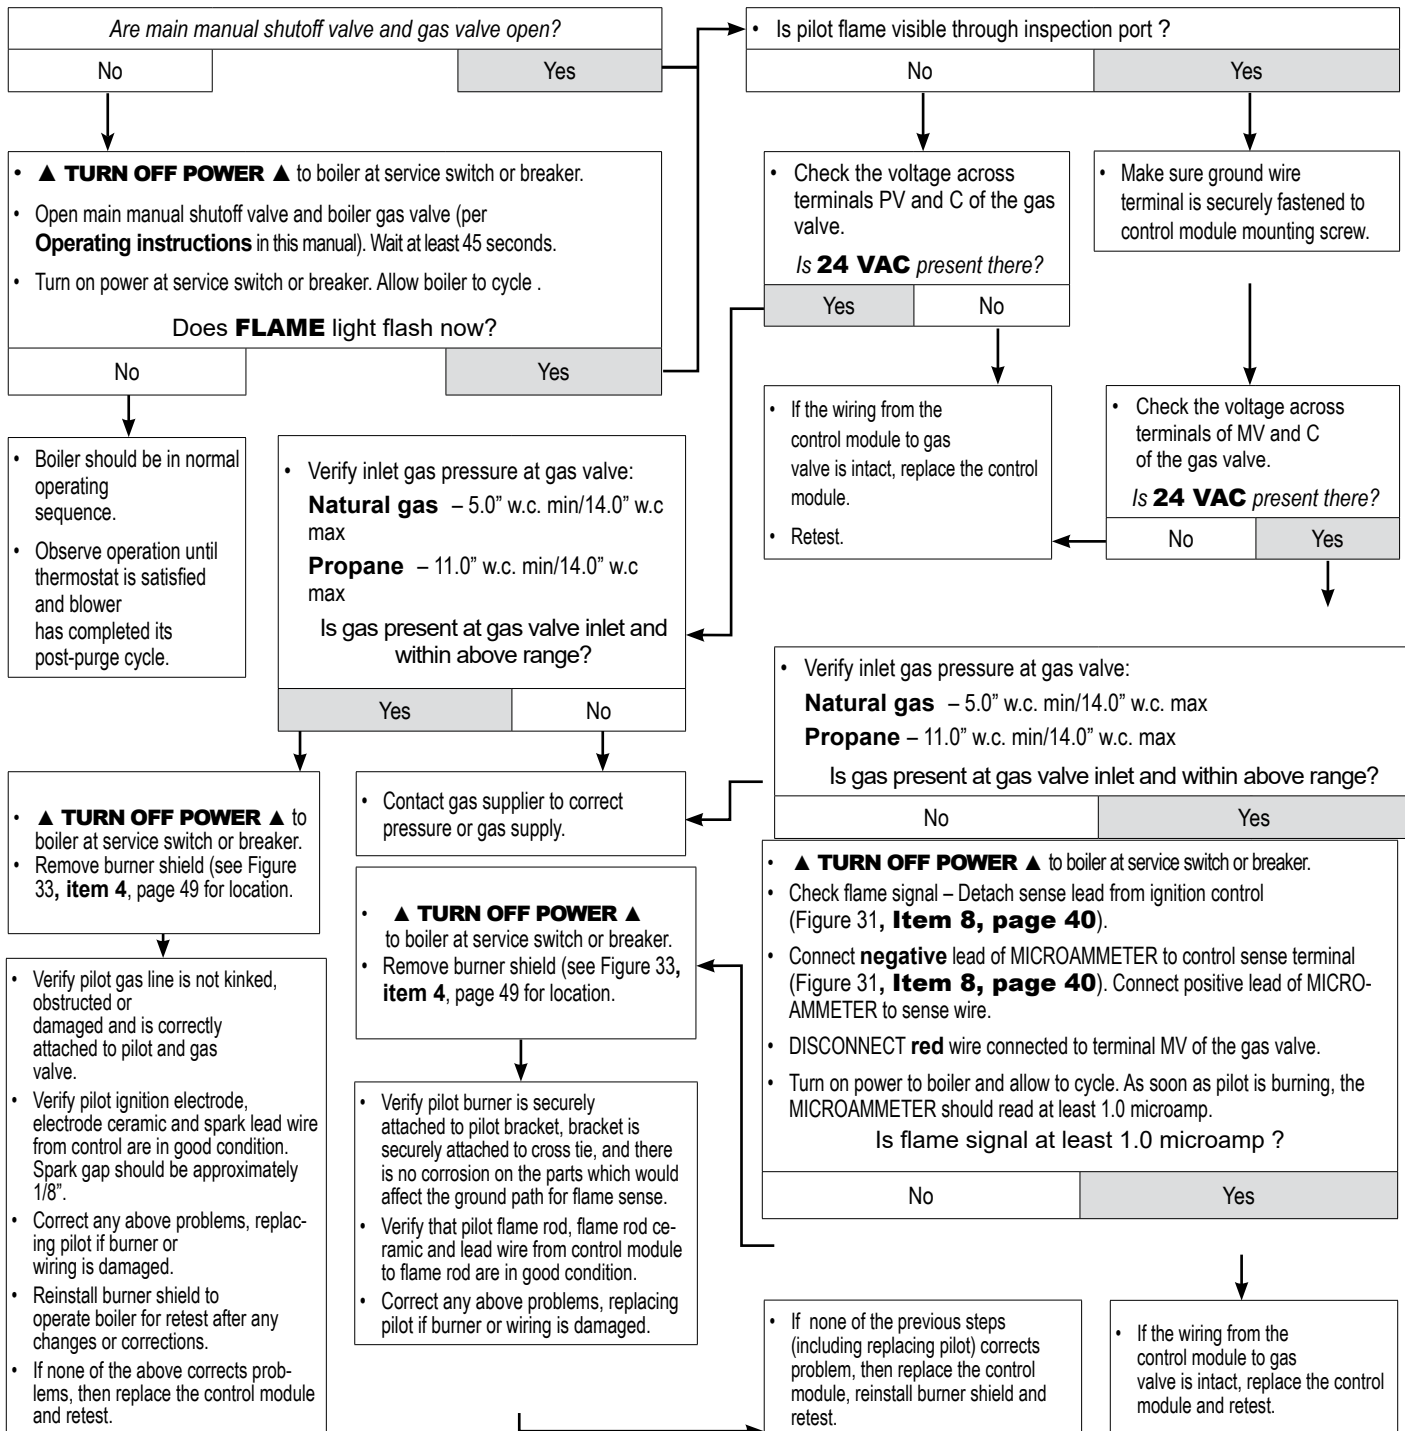 Are main manual shutoff valve and gas valve open?
No
Yes
• ▲ TURN OFF POWER ▲ to boiler at service switch or breaker.
• Open main manual shutoff valve and boiler gas valve (per
Operating instructions in this manual). Wait at least 45 seconds.
• Turn on power at service switch or breaker. Allow boiler to cycle .
Does FLAME light flash now?
No
Yes
• Boiler should be in normal
operating
sequence.
• Observe operation until
thermostat is satisfied
and blower
has completed its
post-purge cycle.
• Is pilot flame visible through inspection port ?
No
Yes
• Check the voltage across
terminals PV and C of the gas
valve.
Is 24 VAC present there?
Yes
No
• Make sure ground wire
terminal is securely fastened to
control module mounting screw.
• If the wiring from the
control module to gas
valve is intact, replace the control
module.
• Retest.
• Check the voltage across
terminals of MV and C
of the gas valve.
Is 24 VAC present there?
No
Yes
• Verify inlet gas pressure at gas valve:
Natural gas – 5.0” w.c. min/14.0” w.c
max
Propane – 11.0” w.c. min/14.0” w.c
max
Is gas present at gas valve inlet and
within above range?
Yes
No
• Verify inlet gas pressure at gas valve:
Natural gas – 5.0” w.c. min/14.0” w.c. max
Propane – 11.0” w.c. min/14.0” w.c. max
Is gas present at gas valve inlet and within above range?
No
Yes
• ▲ TURN OFF POWER ▲ to
boiler at service switch or breaker.
• Remove burner shield (see Figure
33, item 4, page 49 for location.
• Contact gas supplier to correct
pressure or gas supply.
• ▲ TURN OFF POWER ▲
to boiler at service switch or breaker.
• Remove burner shield (see Figure 33,
item 4, page 49 for location.
• ▲ TURN OFF POWER ▲ to boiler at service switch or breaker.
• Check flame signal – Detach sense lead from ignition control
(Figure 31, Item 8, page 40).
• Connect negative lead of MICROAMMETER to control sense terminal
(Figure 31, Item 8, page 40). Connect positive lead of MICRO-
AMMETER to sense wire.
• DISCONNECT red wire connected to terminal MV of the gas valve.
• Turn on power to boiler and allow to cycle. As soon as pilot is burning, the
MICROAMMETER should read at least 1.0 microamp.
Is flame signal at least 1.0 microamp ?
No
Yes
• Verify pilot gas line is not kinked,
obstructed or
damaged and is correctly
attached to pilot and gas
valve.
• Verify pilot ignition electrode,
electrode ceramic and spark lead wire
from control are in good condition.
Spark gap should be approximately
1/8”.
• Correct any above problems, replac-
ing pilot if burner or
wiring is damaged.
• Reinstall burner shield to
operate boiler for retest after any
changes or corrections.
• If none of the above corrects prob-
lems, then replace the control module
and retest.
• Verify pilot burner is securely
attached to pilot bracket, bracket is
securely attached to cross tie, and there
is no corrosion on the parts which would
affect the ground path for flame sense.
• Verify that pilot flame rod, flame rod ce-
ramic and lead wire from control module
to flame rod are in good condition.
• Correct any above problems, replacing
pilot if burner or wiring is damaged.
• If none of the previous steps
(including replacing pilot) corrects
problem, then replace the control
module, reinstall burner shield and
retest.
• If the wiring from the
control module to gas
valve is intact, replace the control
module and retest.